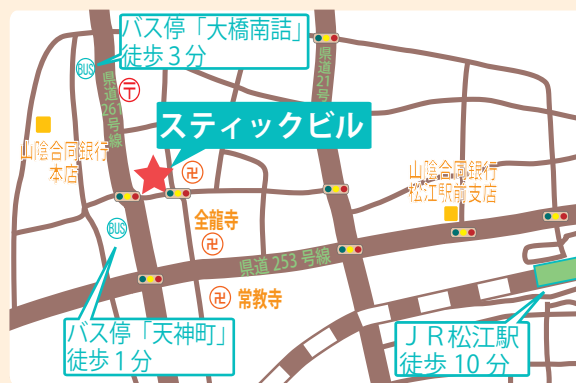 バス停「大橋南詰」
徒歩3分
BUS
県道261号線
県道21号
スティックビル
山陰合同銀行
本店
山陰合同銀行
松江駅前支店
BUS
全龍寺
県道253号線
常教寺
バス停「天神町」
徒歩1分
JR松江駅
徒歩10分